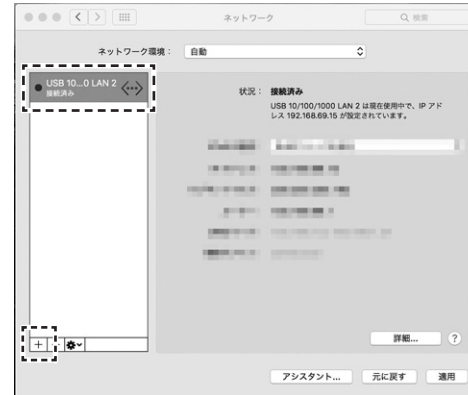 ネットワーク
検索
ネットワーク環境：
自動
USB 10...0 LAN 2
接続済み
状況：
接続済み
USB 10/100/1000 LAN 2 は現在使用中で、IP アド
レス 192.168.69.15 が設定されています。
詳細...
?
アシスタント...
元に戻す
適用